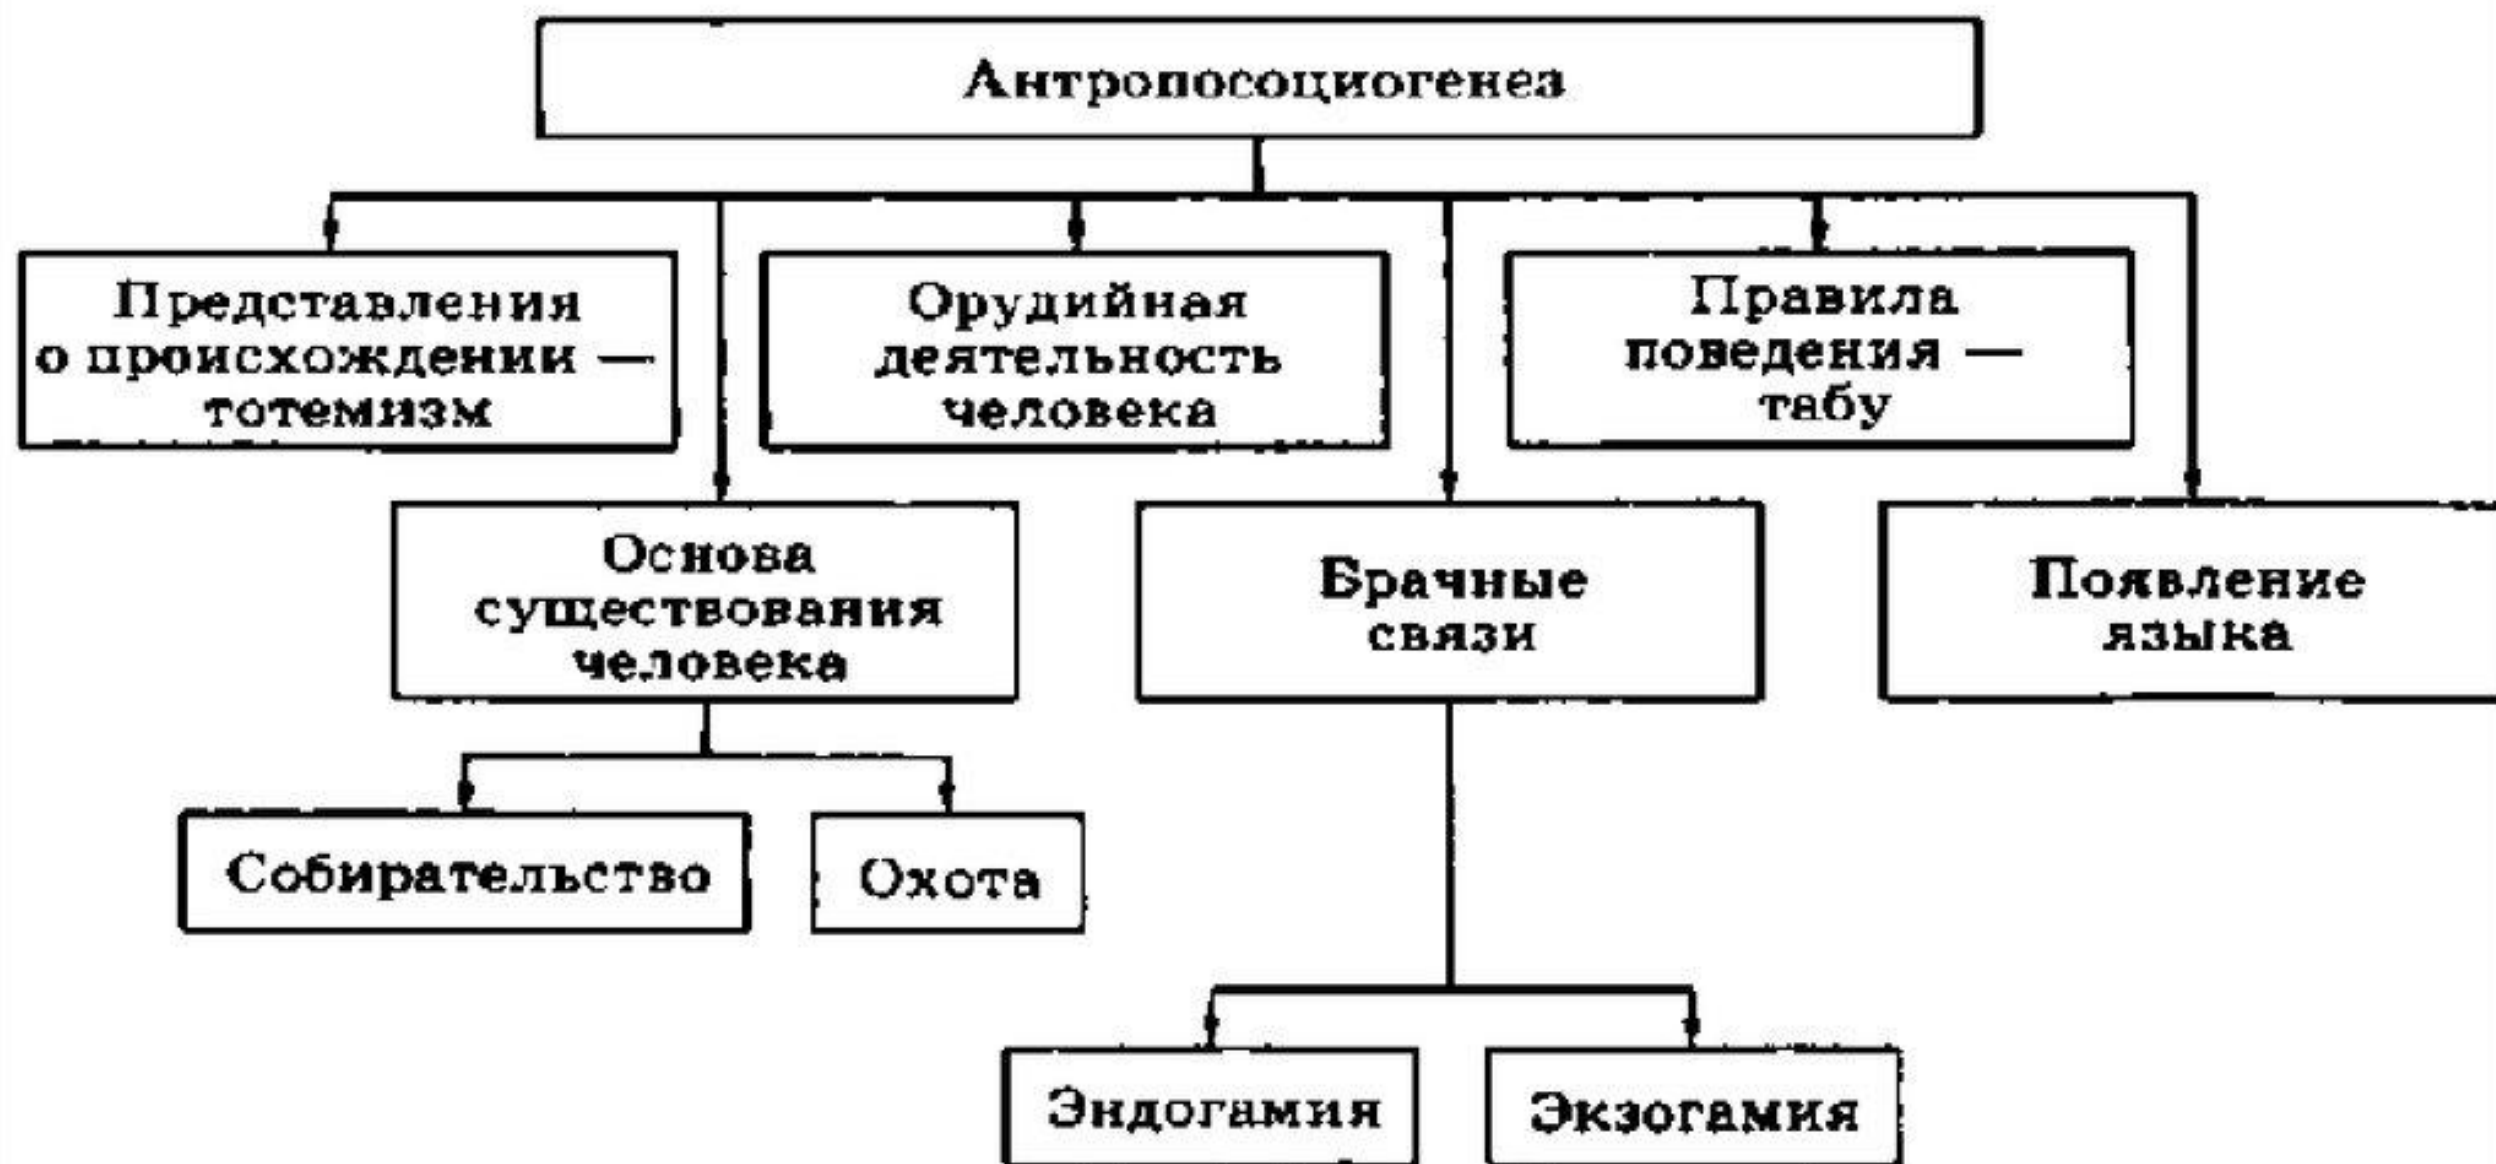 Антропосоциогенез
Представления
о происхождении —
тотемизм
Орудийная
деятельность
человека
Правила
поведения —
табу
Основа
существования
человека
Брачные
связи
Появление
языка
Собирательство
Охота
Эндогамия
Экзогамия